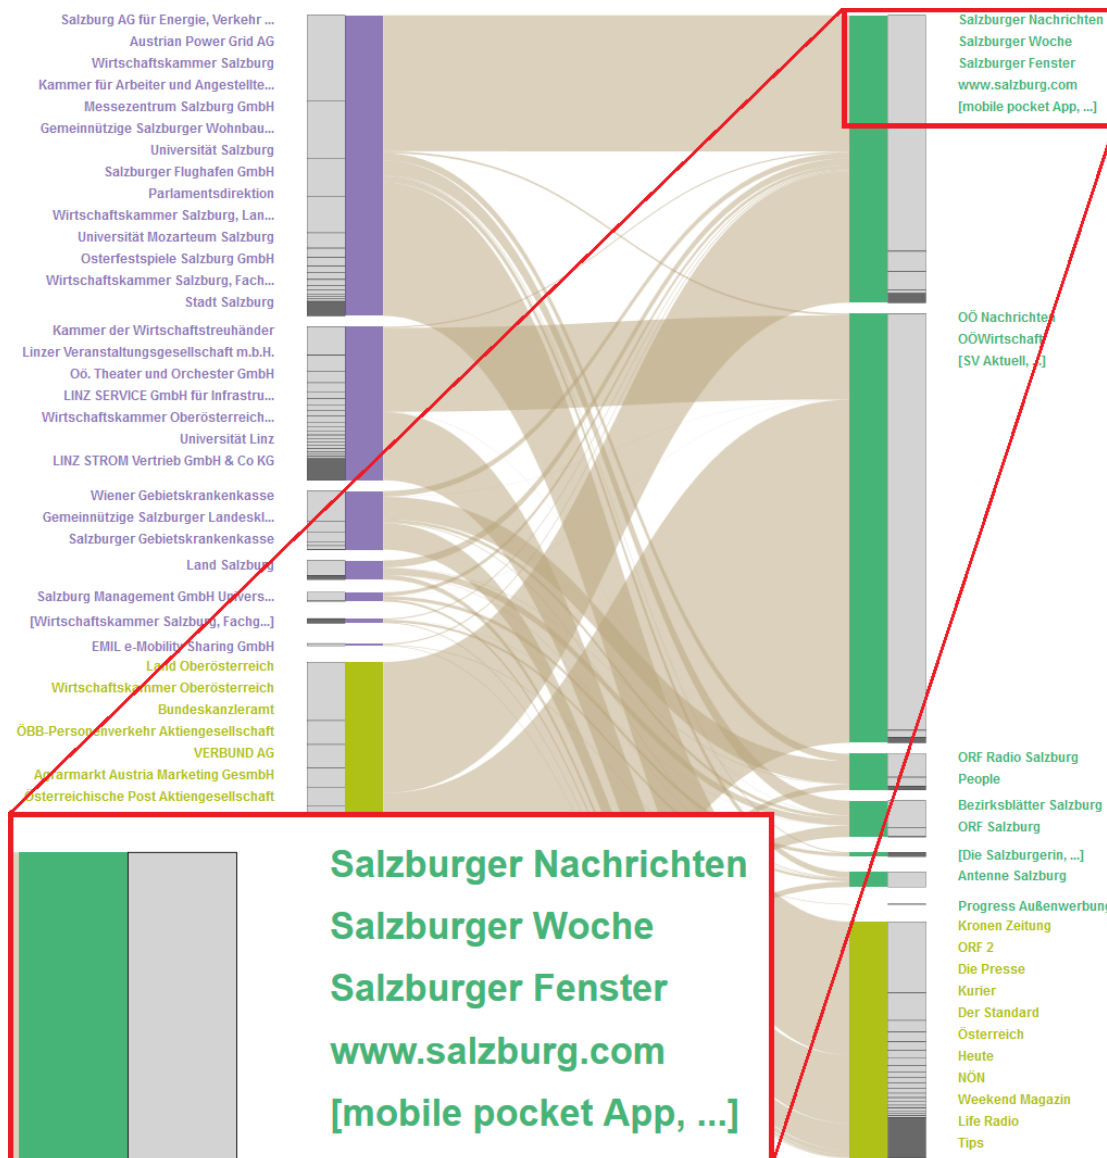 Salzburg AG für Energie, Verkehr ...
Austrian Power Grid AG
Wirtschaftskammer Salzburg
Kammer für Arbeiter und Angestellte...
Messezentrum Salzburg GmbH
Gemeinnützige Salzburger Wohnbau...
Universität Salzburg
Salzburger Flughafen GmbH
Parlamentsdirektion
Wirtschaftskammer Salzburg, Lan...
Universität Mozarteum Salzburg
Osterfestspiele Salzburg GmbH
Wirtschaftskammer Salzburg, Fach...
Stadt Salzburg
Kammer der Wirtschaftstreuhänder
Linzer Veranstaltungsgesellschaft m.b.H.
Oö. Theater und Orchester GmbH
LINZ SERVICE GmbH für Infrastru...
Wirtschaftskammer Oberösterreich...
Universität Linz
LINZ STROM Vertrieb GmbH & Co KG
Wiener Gebietskrankenkasse
Gemeinnützige Salzburger Landeskl...
Salzburger Gebietskrankenkasse
Land Salzburg
Salzburg Management GmbH Univers...
[Wirtschaftskammer Salzburg, Fachg...]
EMIL e-Mobility Sharing GmbH
Land Oberösterreich
Wirtschaftskammer Oberösterreich
Bundeskanzleramt
ÖBB-Personenverkehr Aktiengesellschaft
VERBUND AG
Agrarmarkt Austria Marketing GesmbH
Österreichische Post Aktiengesellschaft
Salzburger Nachrichten
Salzburger Woche
Salzburger Fenster
www.salzburg.com
[mobile pocket App, ...]
OÖ Nachrichten
OÖWirtschaft
[SV Aktuell, ...]
ORF Radio Salzburg
People
Bezirksblätter Salzburg
ORF Salzburg
[Die Salzburgerin, ...]
Antenne Salzburg
Progress Außenwerbung
Kronen Zeitung
ORF 2
Die Presse
Kurier
Der Standard
Österreich
Heute
NÖN
Weekend Magazin
Life Radio
Tips
Salzburger Nachrichten
Salzburger Woche
Salzburger Fenster
www.salzburg.com
[mobile pocket App, ...]